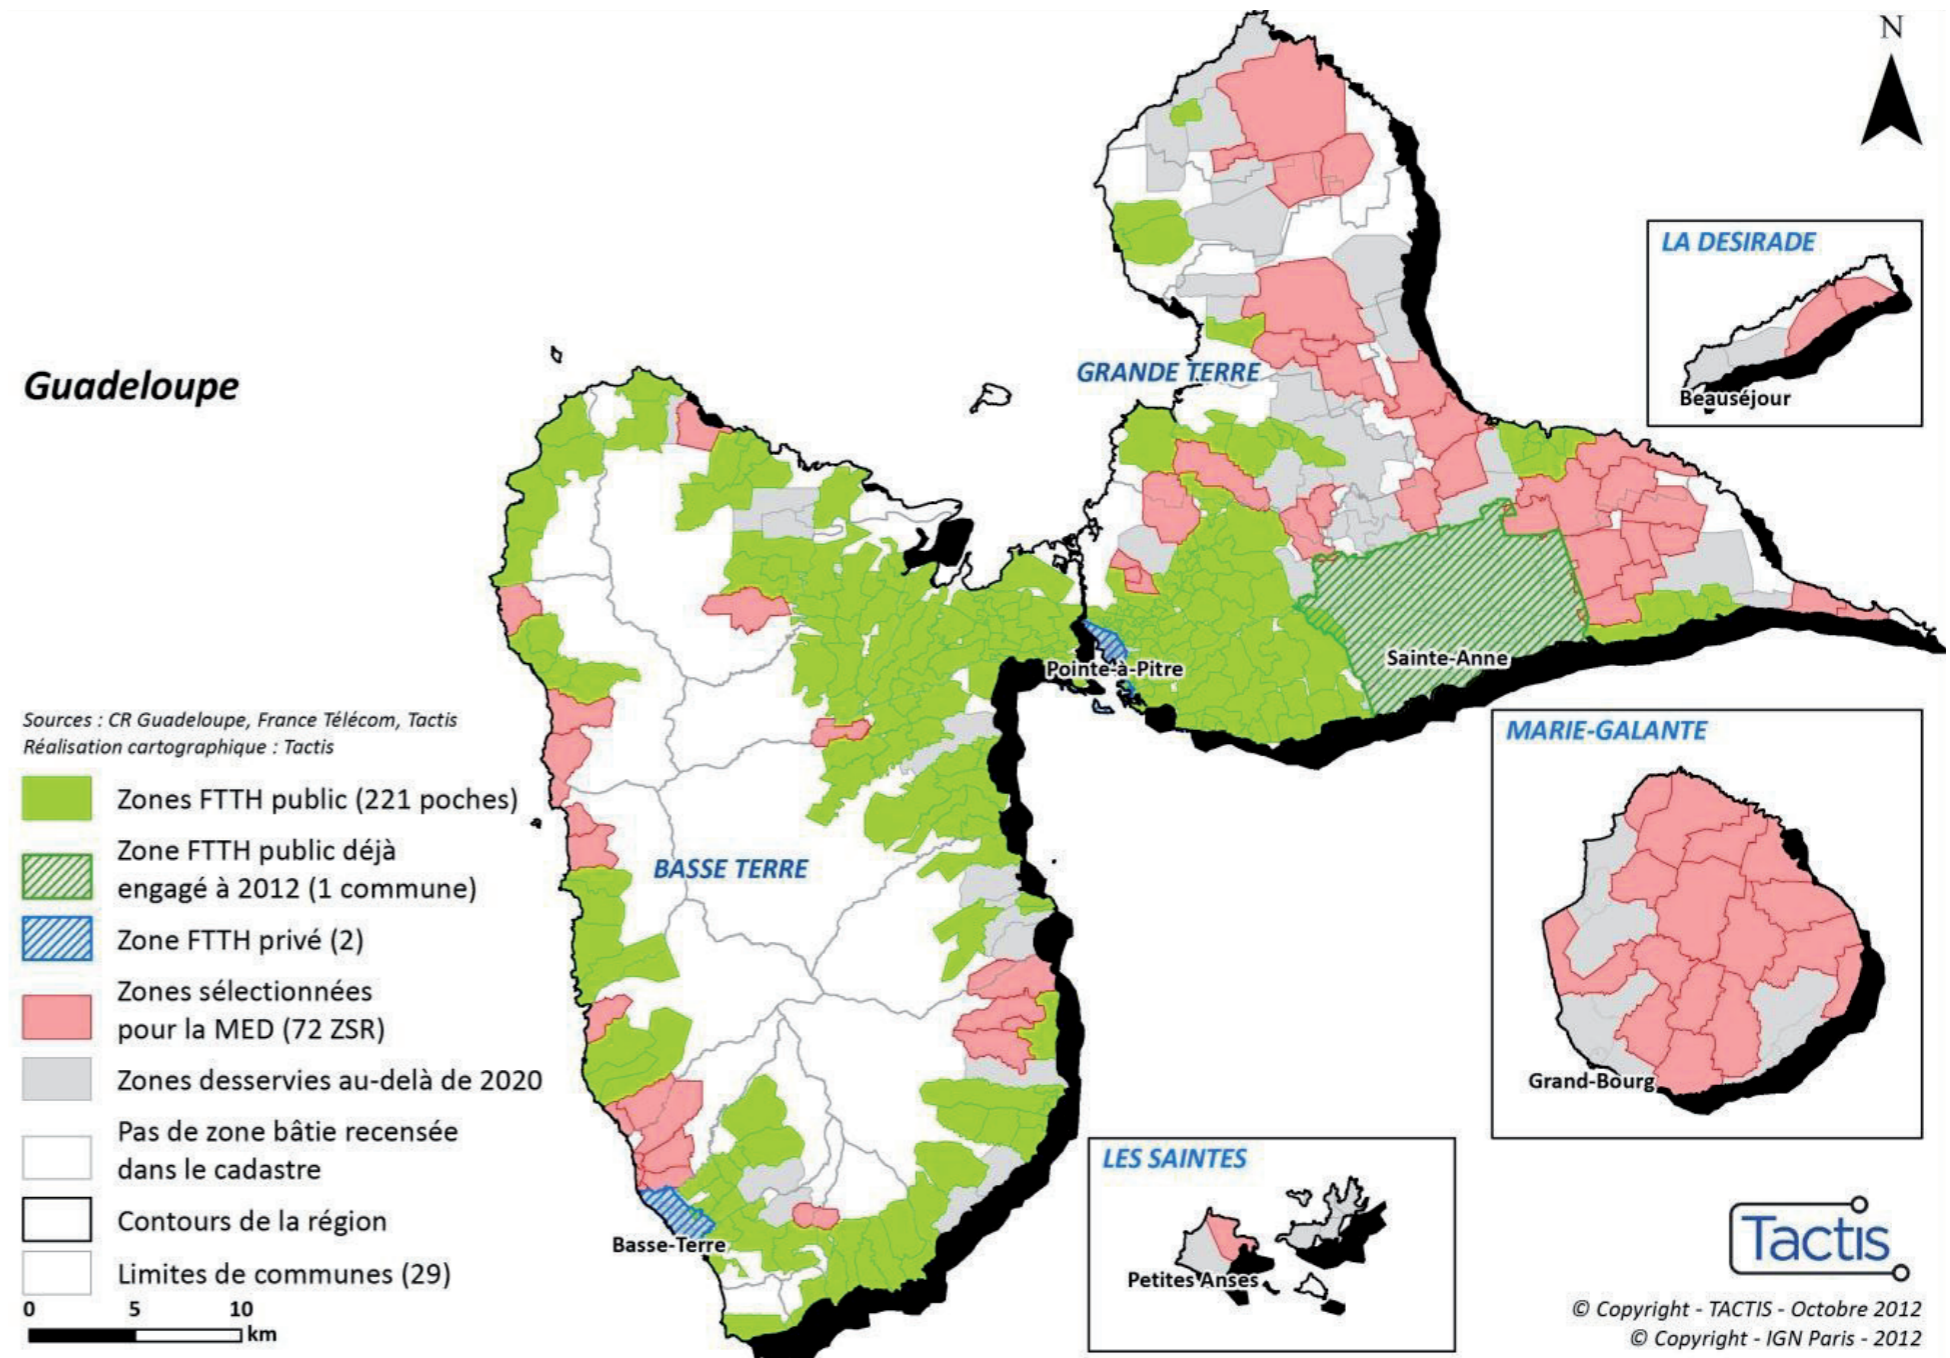 N
LA DESIRADE
Beauséjour
GRANDE TERRE
Guadeloupe
Sainte-Anne
Pointe-à-Pitre
Sources : CR Guadeloupe, France Télécom, Tactis
Réalisation cartographique : Tactis
Zones FTTH public (221 poches)
Zone FTTH public déjà
engagé à 2012 (1 commune)
Zone FTTH privé (2)
Zones sélectionnées
pour la MED (72 ZSR)
Zones desservies au-delà de 2020
Pas de zone bâtie recensée
dans le cadastre
Contours de la région
Limites de communes (29)
0 5 10
km
BASSE TERRE
Basse-Terre
MARIE-GALANTE
Grand-Bourg
LES SAINTES
Petites Anses
Tactis
© Copyright - TACTIS - Octobre 2012
© Copyright - IGN Paris - 2012